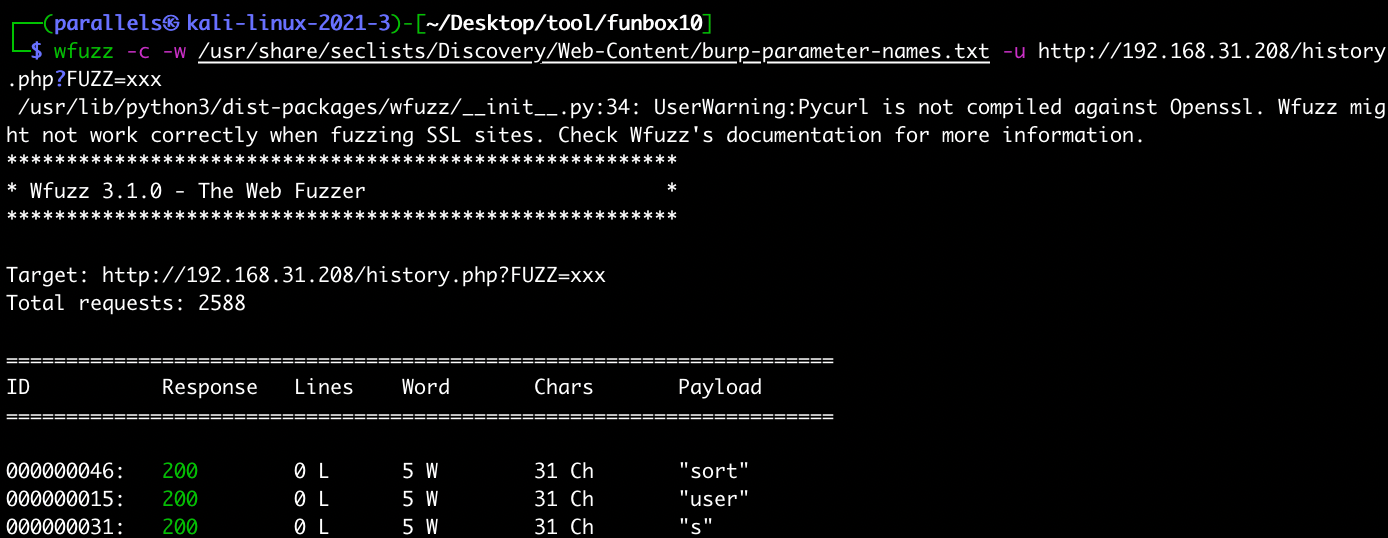 ┌──(parallels㉿kali-linux-2021-3)-[~/Desktop/tool/funbox10]
└─$ wfuzz -c -w /usr/share/seclists/Discovery/Web-Content/burp-parameter-names.txt -u http://192.168.31.208/history
.php?FUZZ=xxx
/usr/lib/python3/dist-packages/wfuzz/__init__.py:34: UserWarning:Pycurl is not compiled against Openssl. Wfuzz mig
ht not work correctly when fuzzing SSL sites. Check Wfuzz's documentation for more information.
********************************************************
* Wfuzz 3.1.0 - The Web Fuzzer                         *
********************************************************
Target: http://192.168.31.208/history.php?FUZZ=xxx
Total requests: 2588
=====================================================================
ID           Response   Lines    Word       Chars       Payload
=====================================================================
000000046:   200        0 L      5 W        31 Ch       "sort"
000000015:   200        0 L      5 W        31 Ch       "user"
000000031:   200        0 L      5 W        31 Ch       "s"